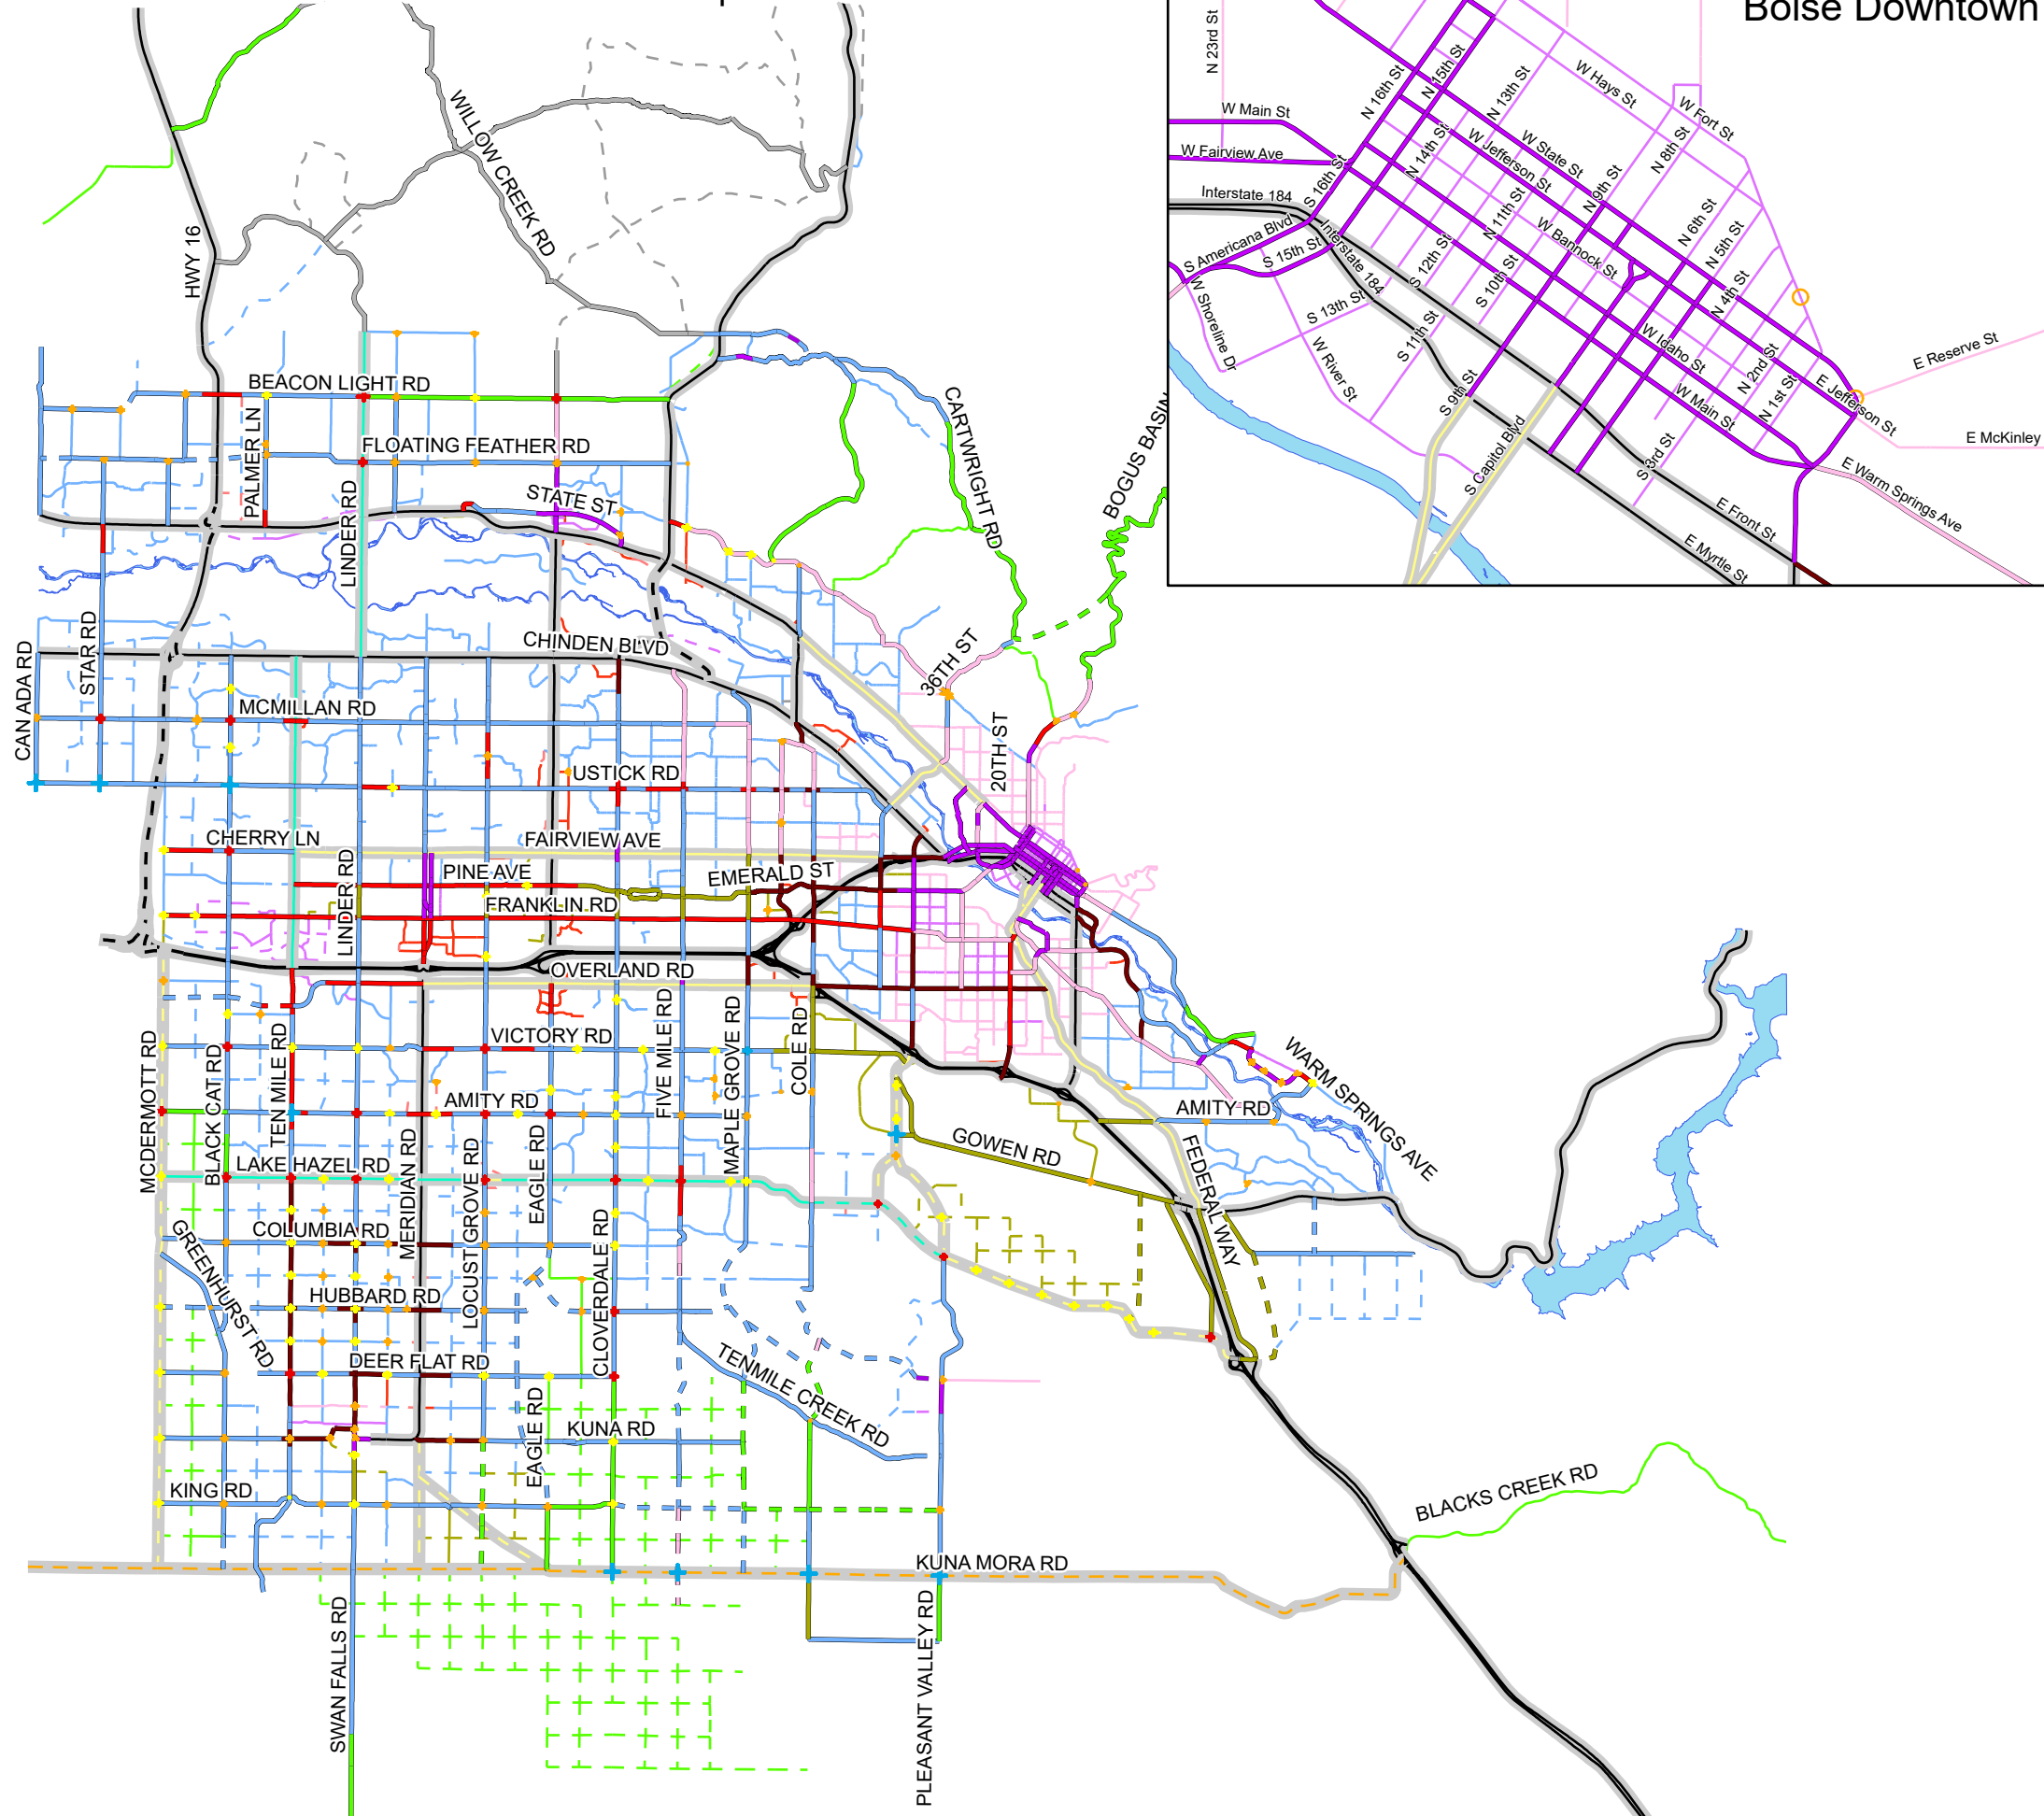 Boise Downtown
N 23rd St
W Main St
W Fairview Ave
Interstate 184
S Americana Blvd
S 15th St
W Shoreline Dr
S 13th St
W River St
S 11th St
Interstate 184
S 16th St
N 16th St
N 15th St
N 14th St
N 13th St
W Hays St
W Fort St
N 8th St
W State St
W Jefferson St
N 9th St
N 11th St
S 12th St
S 10th St
W Bannock St
N 6th St
N 5th St
N 4th St
W Idaho St
N 2nd St
N 1st St
W Main St
S 9th St
S Capitol Blvd
S 3rd St
E Jefferson St
E Reserve St
E McKinley
E Warm Springs Ave
E Front St
E Myrtle St
WILLOW CREEK RD
HWY 16
BEACON LIGHT RD
PALMER LN
FLOATING FEATHER RD
LINDER RD
STATE ST
CARTWRIGHT RD
BOGUS BASIN
CAN ADA RD
STAR RD
CHINDEN BLVD
36TH ST
MCMILLAN RD
20TH ST
USTICK RD
CHERRY LN
FAIRVIEW AVE
LINDER RD
PINE AVE
EMERALD ST
FRANKLIN RD
OVERLAND RD
MCDERMOTT RD
BLACK CAT RD
TEN MILE RD
VICTORY RD
FIVE MILE RD
MAPLE GROVE RD
COLE RD
WARM SPRINGS AVE
AMITY RD
AMITY RD
GOWEN RD
FEDERAL WAY
LAKE HAZEL RD
MERIDIAN RD
LOCUST GROVE RD
EAGLE RD
COLUMBIA RD
GREENHURST RD
HUBBARD RD
CLOVERDALE RD
DEER FLAT RD
TENMILE CREEK RD
EAGLE RD
KUNA RD
KING RD
BLACKS CREEK RD
KUNA MORA RD
SWAN FALLS RD
PLEASANT VALLEY RD